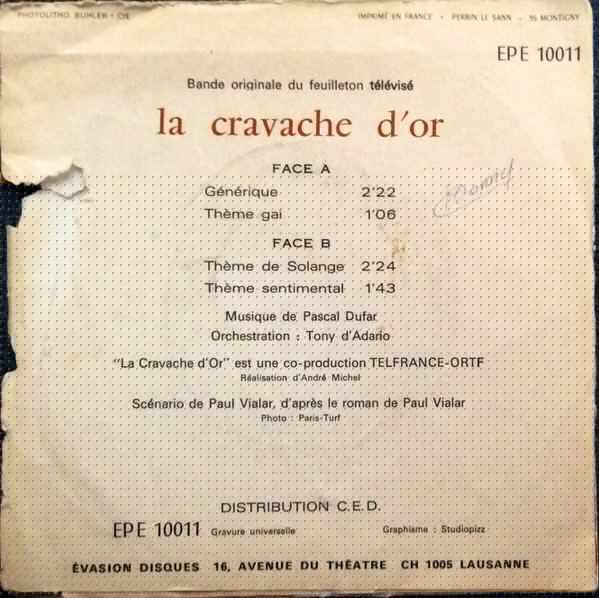 PHOTOLITHO BUHLER + CIE
IMPRIMÉ EN FRANCE - PERRIN LE SANN - 95 MONTIGNY
EPE 10011
Bande originale du feuilleton télévisé
la cravache d'or
FACE A
Générique 2'22
Thème gai 1'06
FACE B
Thème de Solange 2'24
Thème sentimental 1'43
Musique de Pascal Dufar
Orchestration : Tony d'Adario
"La Cravache d'Or" est une co-production TELFRANCE-ORTF
Réalisation d'André Michel
Scénario de Paul Vialar, d'après le roman de Paul Vialar
Photo : Paris-Turf
DISTRIBUTION C.E.D.
EPE 10011 Gravure universelle
Graphisme : Studiopizz
ÉVASION DISQUES 16, AVENUE DU THÉATRE CH 1005 LAUSANNE